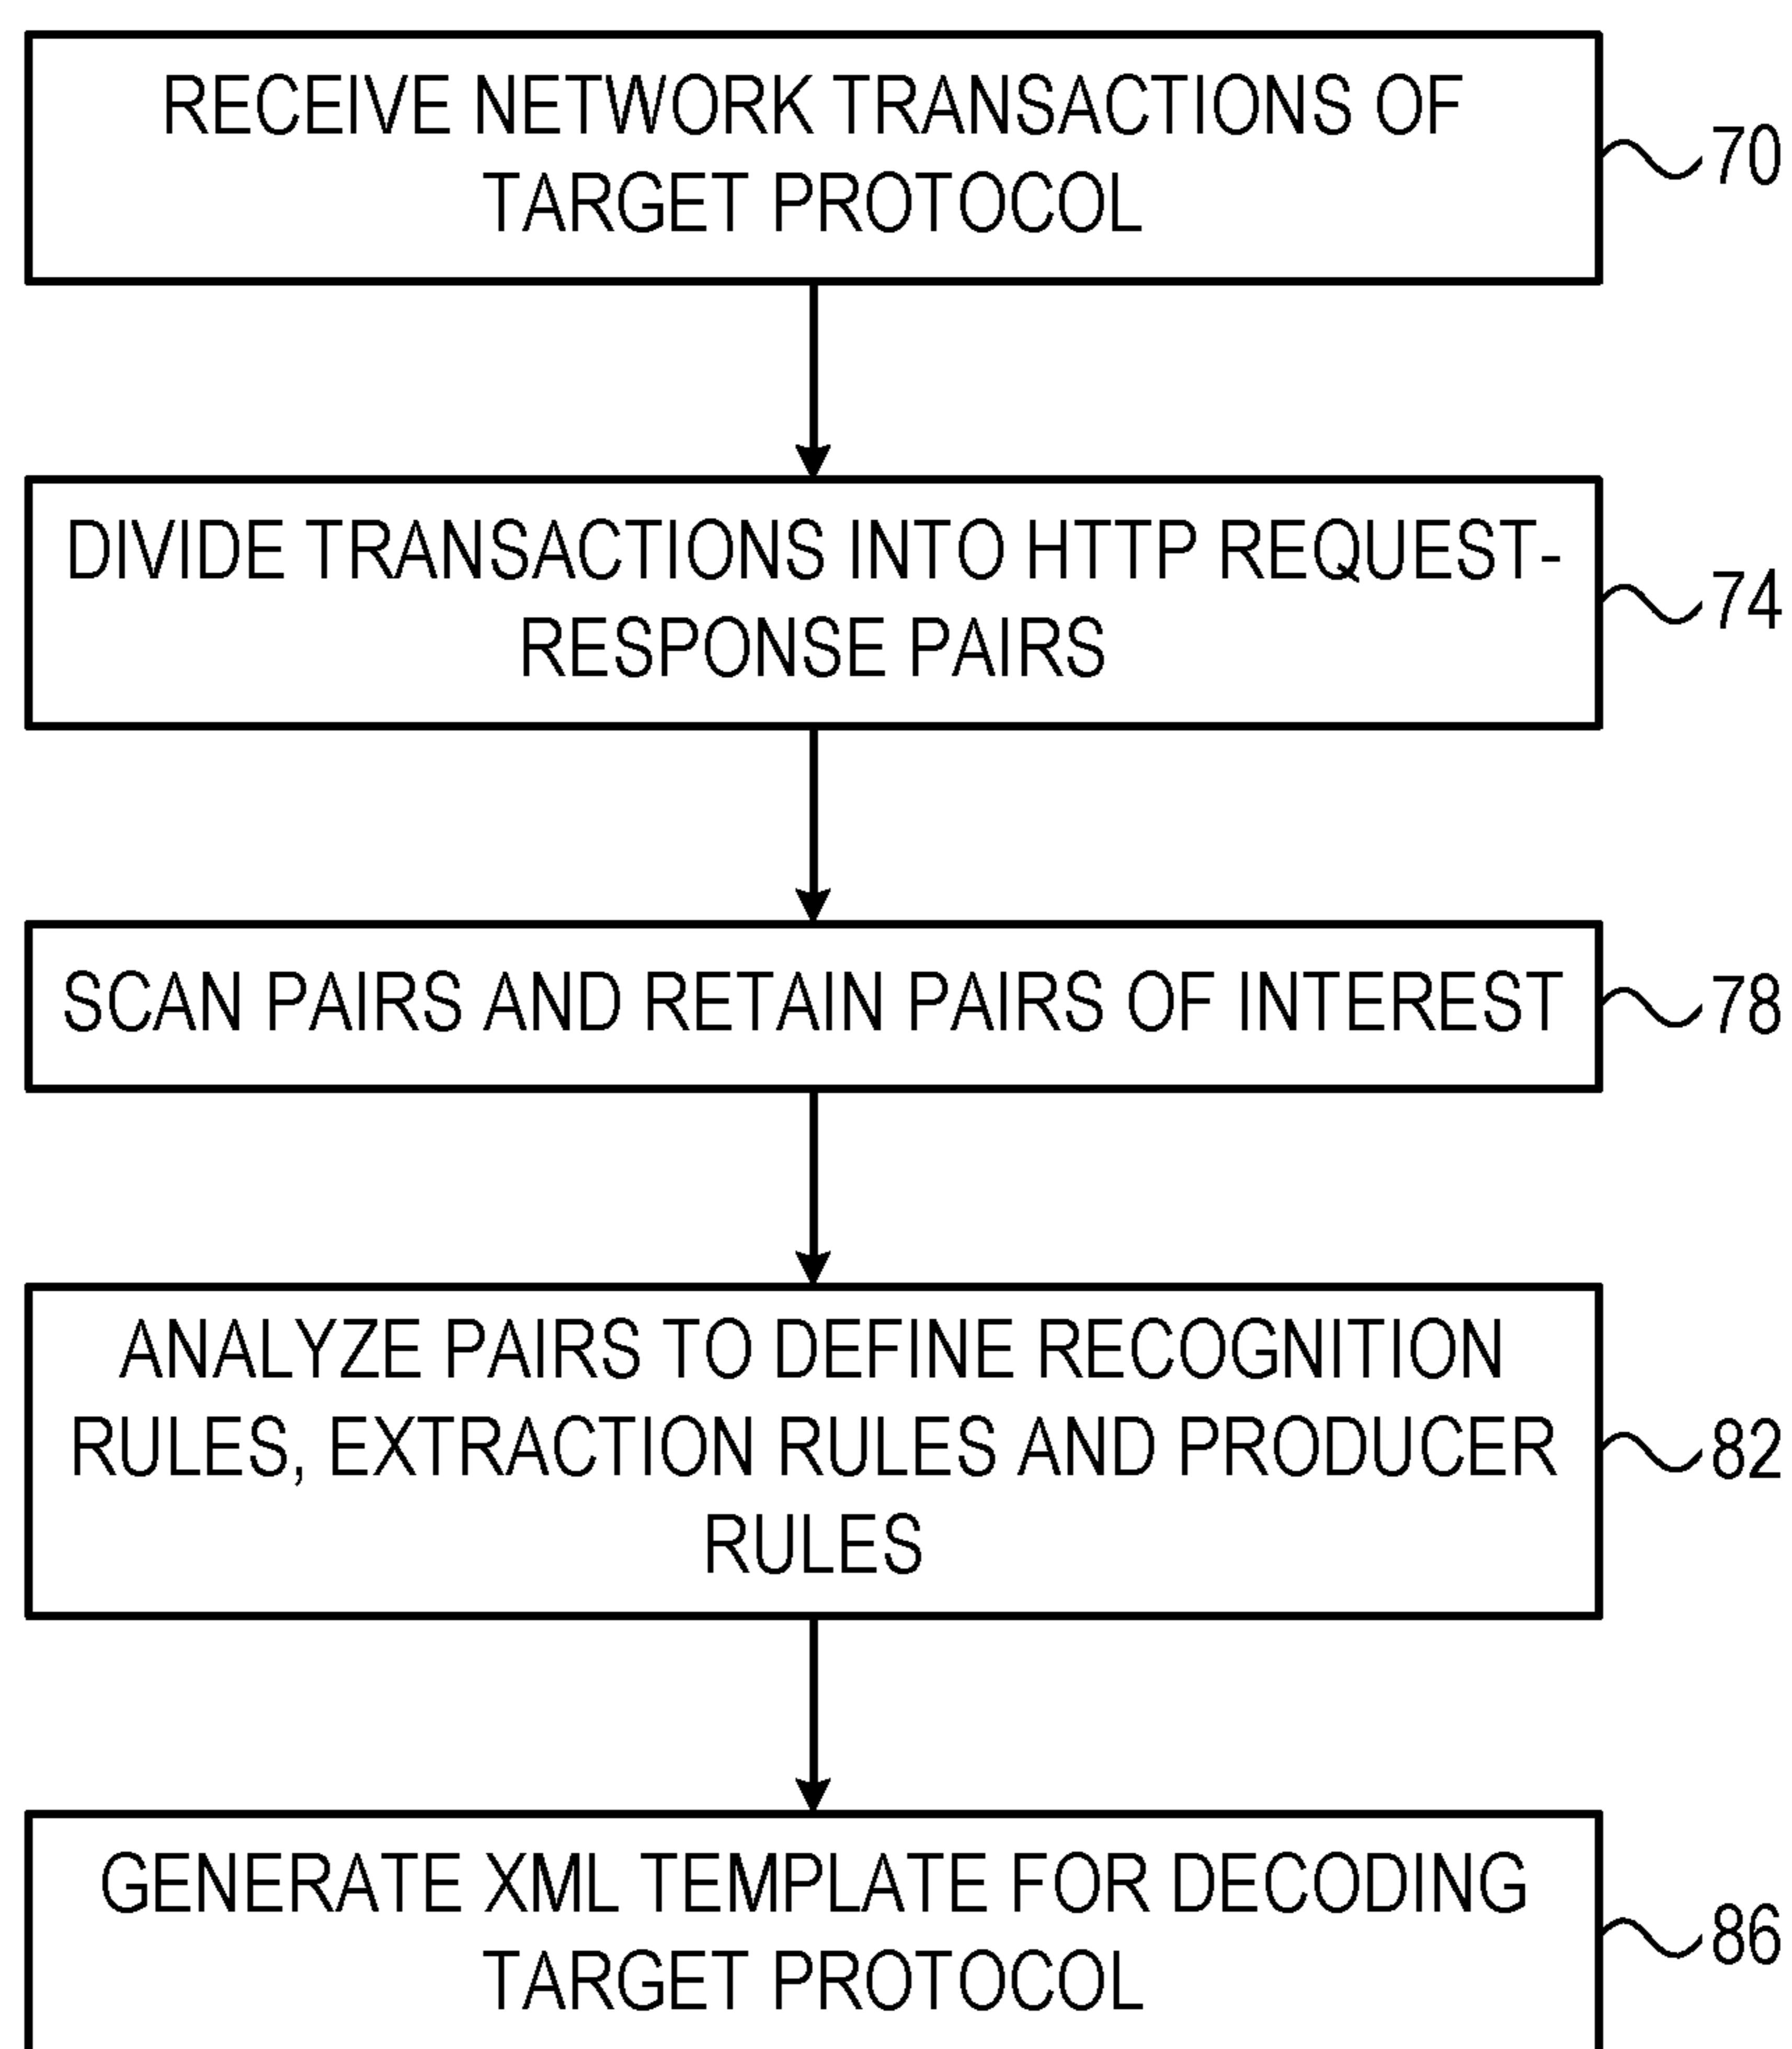 RECEIVE NETWORK TRANSACTIONS OF
TARGET PROTOCOL
70
DIVIDE TRANSACTIONS INTO HTTP REQUEST-
RESPONSE PAIRS
74
SCAN PAIRS AND RETAIN PAIRS OF INTEREST
78
ANALYZE PAIRS TO DEFINE RECOGNITION
RULES, EXTRACTION RULES AND PRODUCER
RULES
82
GENERATE XML TEMPLATE FOR DECODING
TARGET PROTOCOL
86